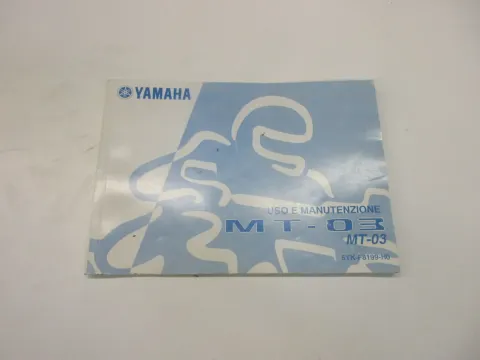 YAMAHA
USO E MANUTENZIONE
MT-03
MT-03